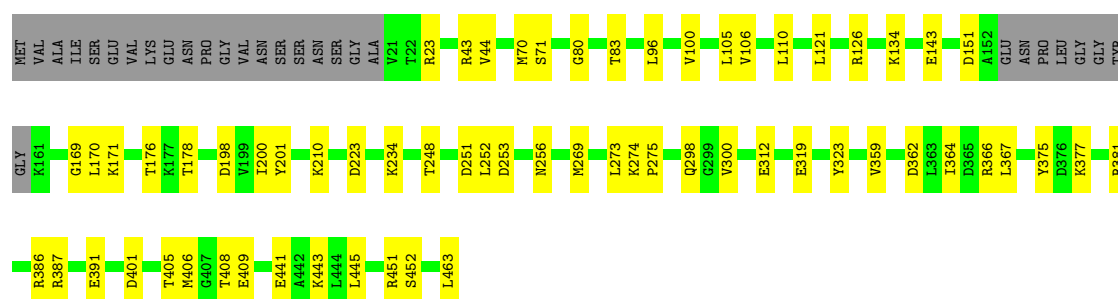 MET VAL ALA ILE SER GLU VAL LYS GLU ASN PRO GLY VAL ASN SER SER ASN SER GLY ALA V21 T22 R23 R43 V44 M70 S71 G80 T83 L96 V100 L105 V106 L110 L121 R126 K134 E143 D151 A152 GLU ASN PRO LEU GLY GLY TYR
GLY K161 G169 L170 K171 T176 K177 T178 D198 V199 I200 Y201 K210 D223 K234 T248 D251 L252 D253 N256 M269 L273 K274 P275 Q298 G299 V300 E312 E319 Y323 V359 D362 L363 I364 D365 R366 L367 Y375 D376 K377
R386 R387 E391 D401 T405 M406 G407 T408 E409 E441 A442 K443 L444 L445 R451 S452 L463